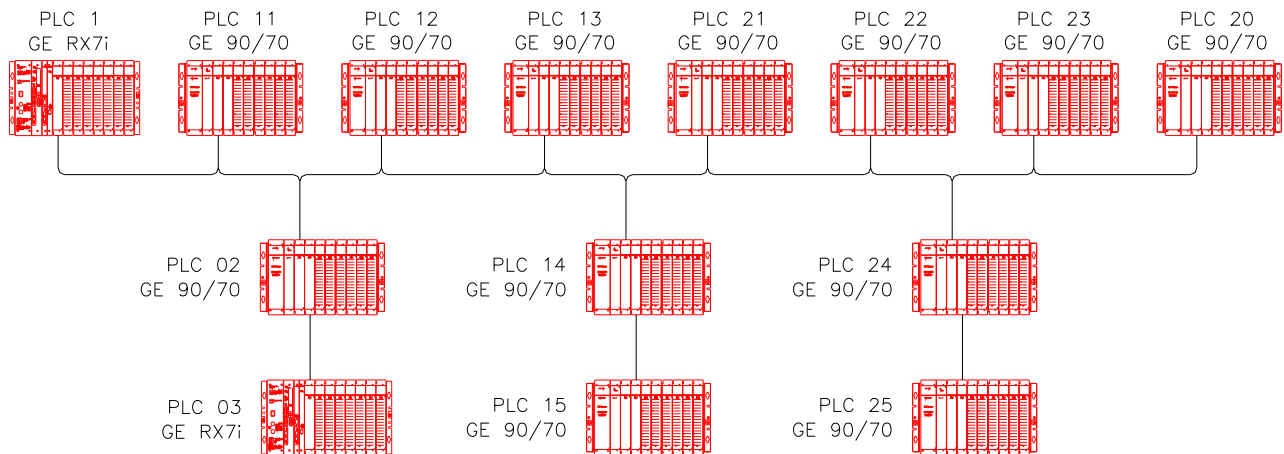 PLC 1
GE RX7i
PLC 11
GE 90/70
PLC 12
GE 90/70
PLC 13
GE 90/70
PLC 21
GE 90/70
PLC 22
GE 90/70
PLC 23
GE 90/70
PLC 20
GE 90/70
PLC 02
GE 90/70
PLC 14
GE 90/70
PLC 24
GE 90/70
PLC 03
GE RX7i
PLC 15
GE 90/70
PLC 25
GE 90/70